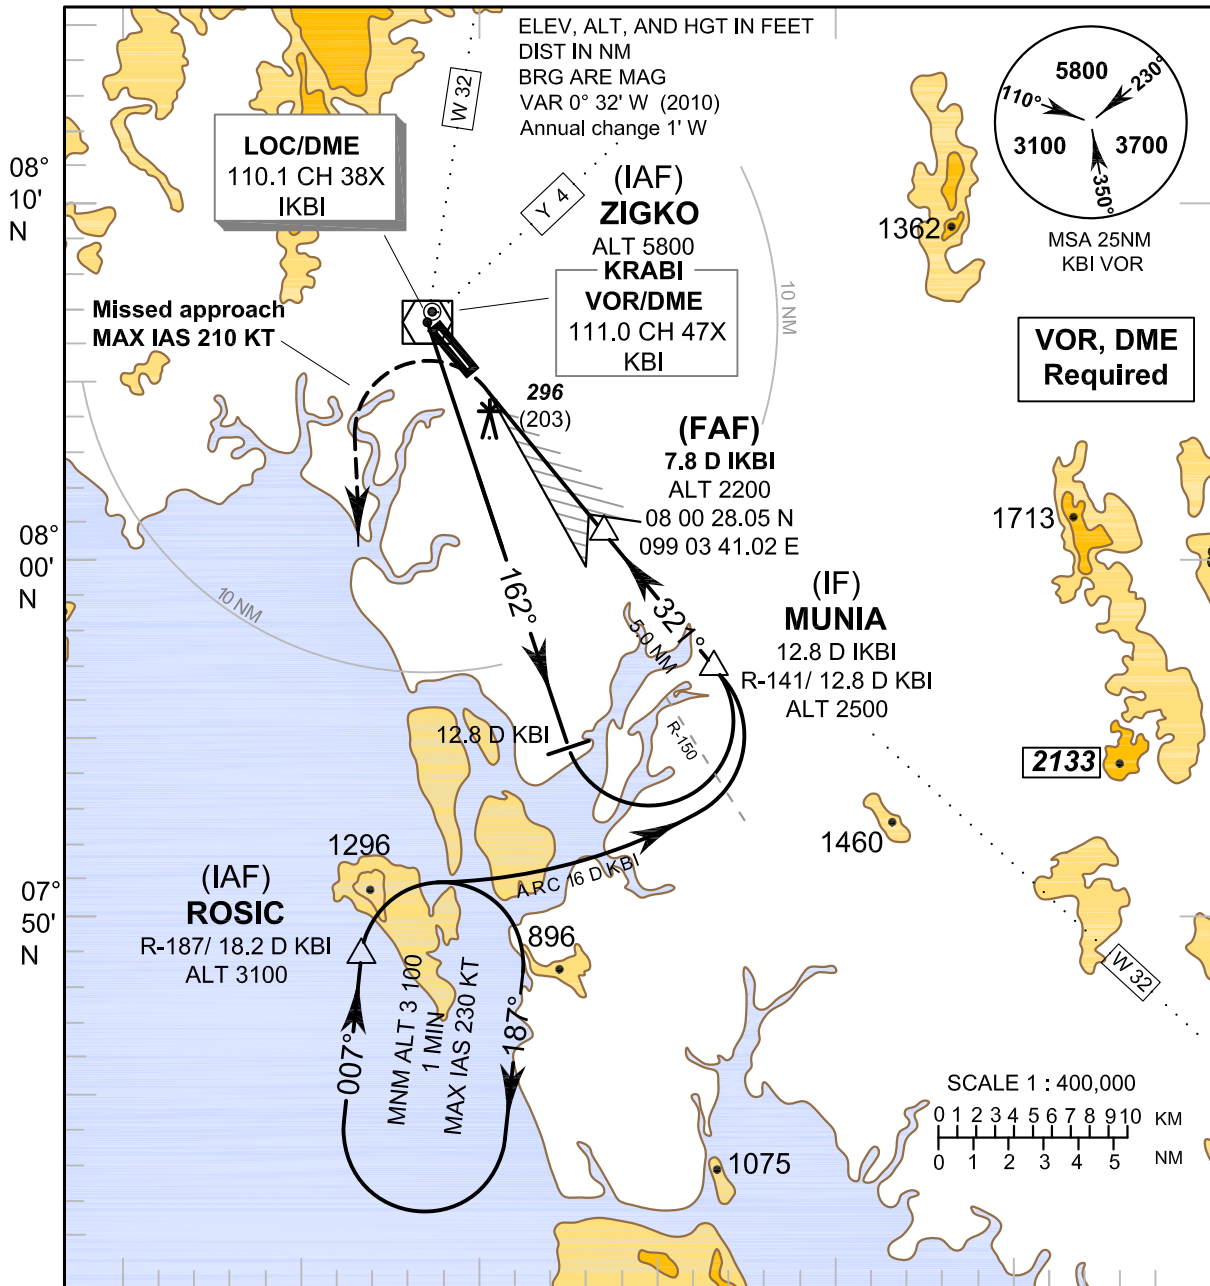 ELEV, ALT, AND HGT IN FEET
DIST IN NM
BRG ARE MAG
VAR 0° 32' W (2010)
Annual change 1' W
W 32
Y 4
5800
3100
3700
110°
230°
350°
MSA 25NM
KBI VOR
LOC/DME
110.1 CH 38X
IKBI
08°
10'
N
(IAF)
ZIGKO
ALT 5800
KRABI
VOR/DME
111.0 CH 47X
KBI
1362
10 NM
Missed approach
MAX IAS 210 KT
VOR, DME
Required
296
(203)
(FAF)
7.8 D IKBI
ALT 2200
08 00 28.05 N
099 03 41.02 E
1713
08°
00'
N
10 NM
162°
321°
5.0 NM
(IF)
MUNIA
12.8 D IKBI
R-141/ 12.8 D KBI
ALT 2500
12.8 D KBI
R-150
2133
1460
1296
ARC 16 D KBI
(IAF)
ROSIC
R-187/ 18.2 D KBI
ALT 3100
07°
50'
N
896
W 32
007°
MNM ALT 3 100
1 MIN
MAX IAS 230 KT
187°
SCALE 1 : 400,000
0 1 2 3 4 5 6 7 8 9 10 KM
0 1 2 3 4 5 NM
1075